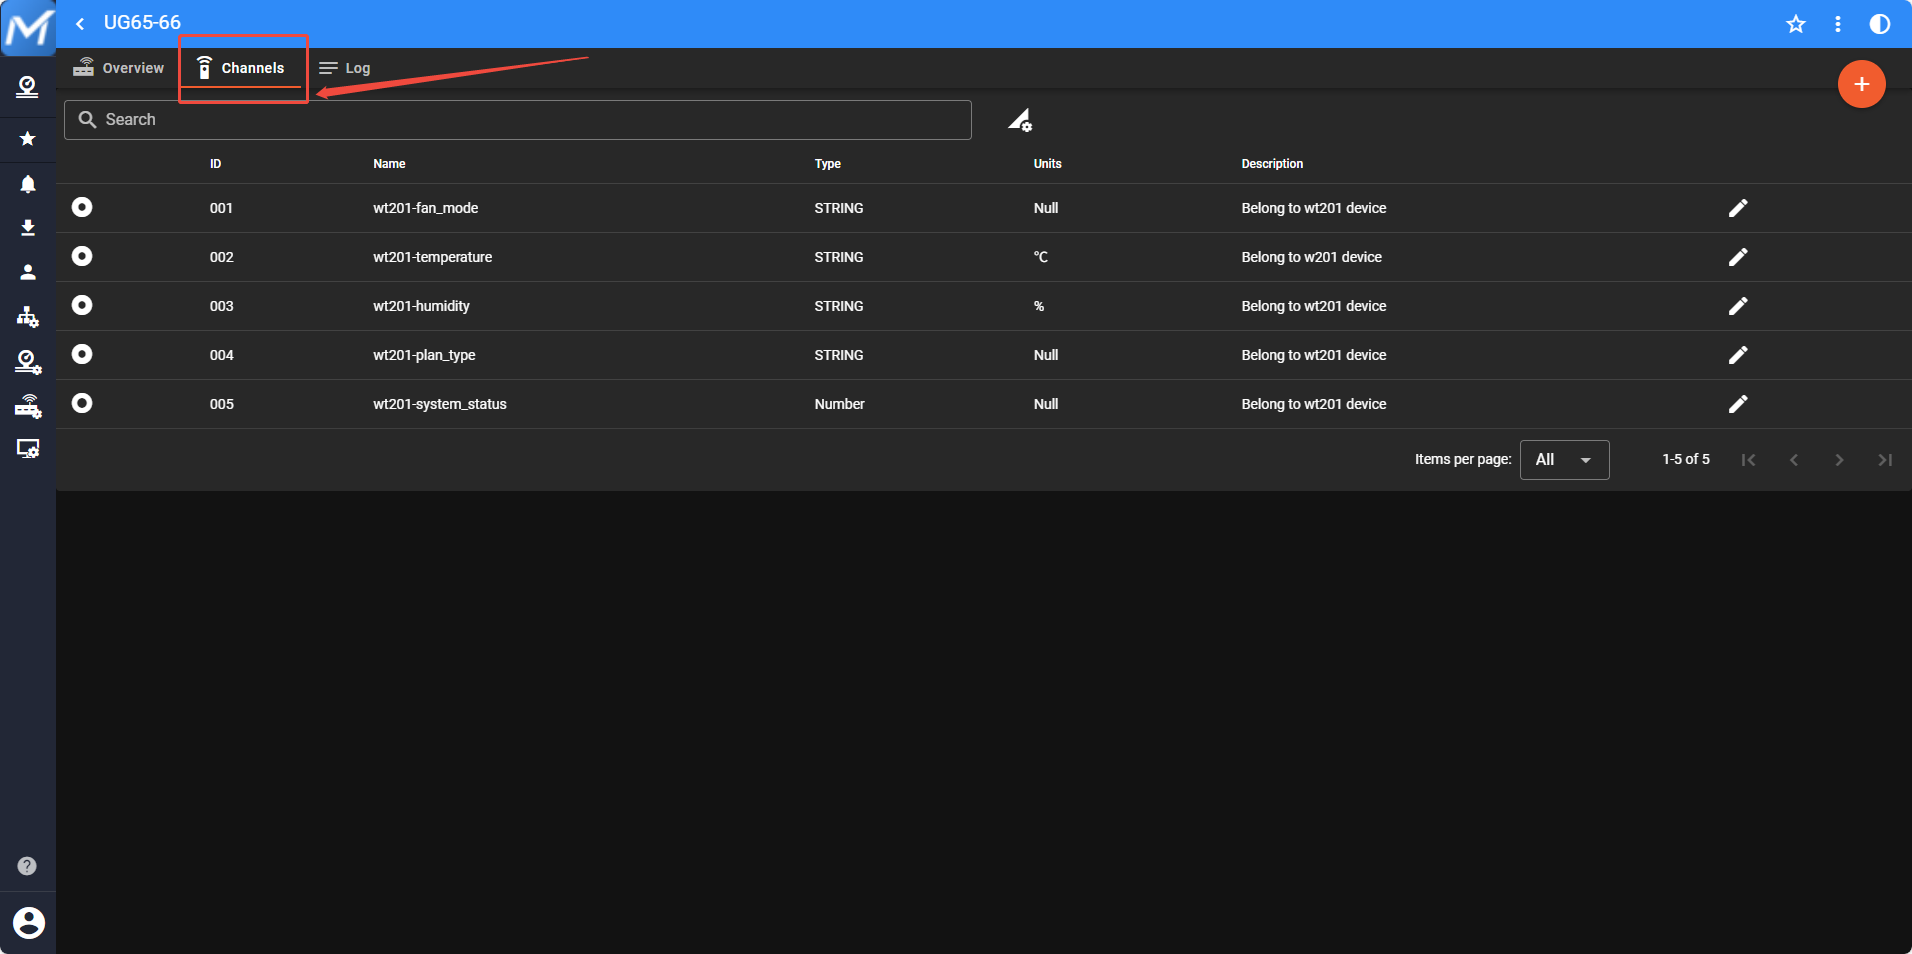 UG65-66
Overview Channels Log
Search
ID Name Type Units Description
001 wt201-fan_mode STRING Null Belong to wt201 device
002 wt201-temperature STRING ℃ Belong to w201 device
003 wt201-humidity STRING % Belong to wt201 device
004 wt201-plan_type STRING Null Belong to wt201 device
005 wt201-system_status Number Null Belong to wt201 device
Items per page: All 1-5 of 5